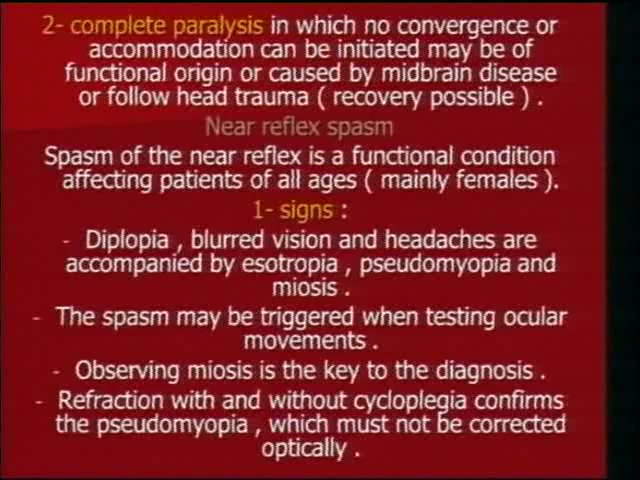 2- complete paralysis in which no convergence or
accommodation can be initiated may be of
functional origin or caused by midbrain disease
or follow head trauma ( recovery possible ) .
Near reflex spasm
Spasm of the near reflex is a functional condition
affecting patients of all ages ( mainly females ).
1- signs :
- Diplopia , blurred vision and headaches are
accompanied by esotropia , pseudomyopia and
miosis .
- The spasm may be triggered when testing ocular
movements .
- Observing miosis is the key to the diagnosis .
- Refraction with and without cycloplegia confirms
the pseudomyopia , which must not be corrected
optically .